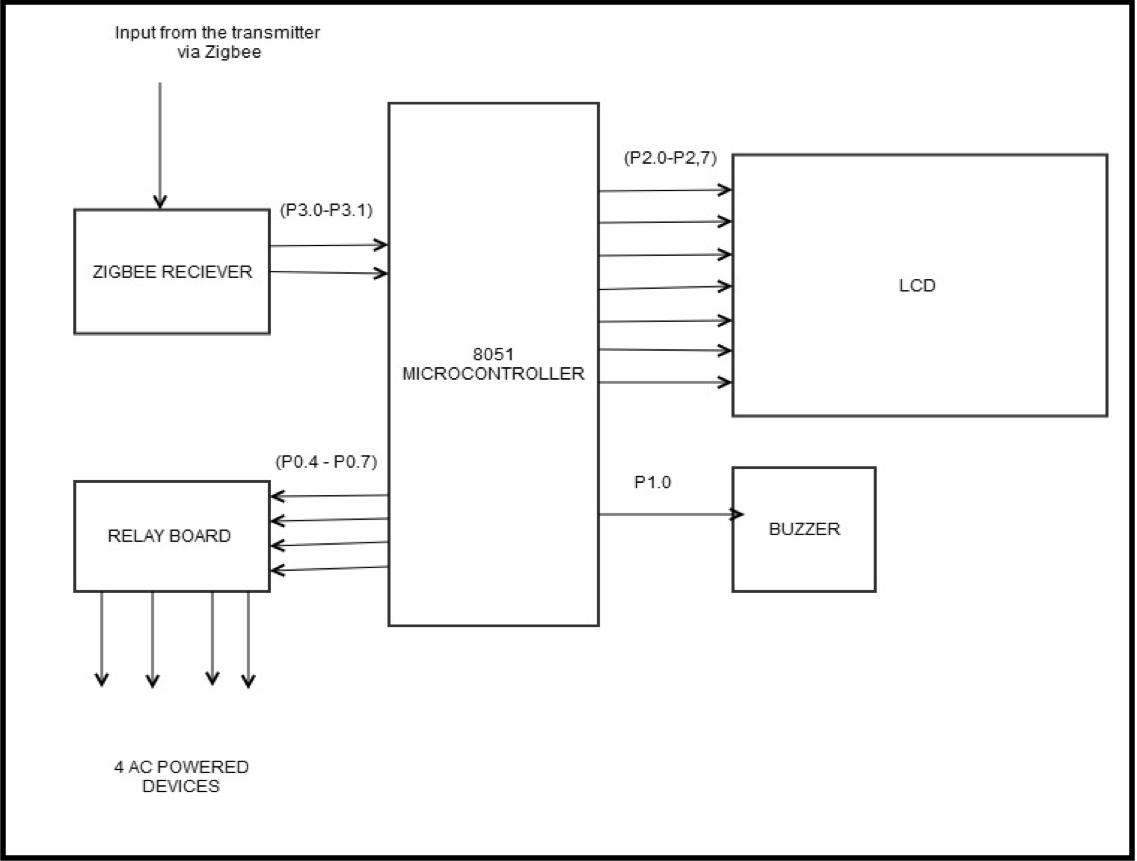 Input from the transmitter
via Zigbee
(P3.0-P3.1)
ZIGBEE RECIEVER
8051
MICROCONTROLLER
(P2.0-P2,7)
LCD
(P0.4 - P0.7)
RELAY BOARD
P1.0
BUZZER
4 AC POWERED
DEVICES